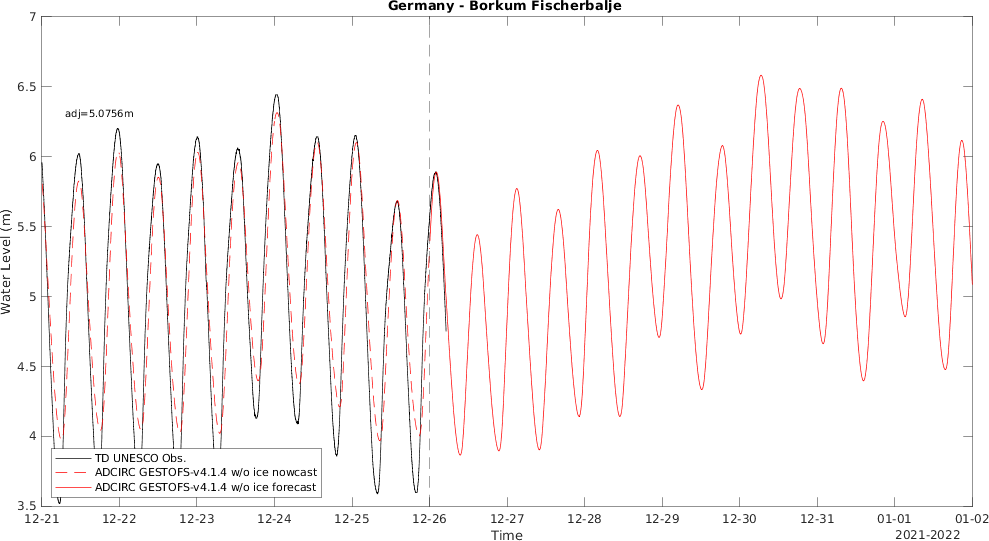 Germany - Borkum Fischerbalje
7
6.5
adj=5.0756m
6
5.5
Water Level (m)
5
4.5
4
TD UNESCO Obs.
ADCIRC GESTOFS-v4.1.4 w/o ice nowcast
ADCIRC GESTOFS-v4.1.4 w/o ice forecast
3.5
12-21 12-22 12-23 12-24 12-25 12-26 12-27 12-28 12-29 12-30 12-31 01-01 01-02
Time
2021-2022